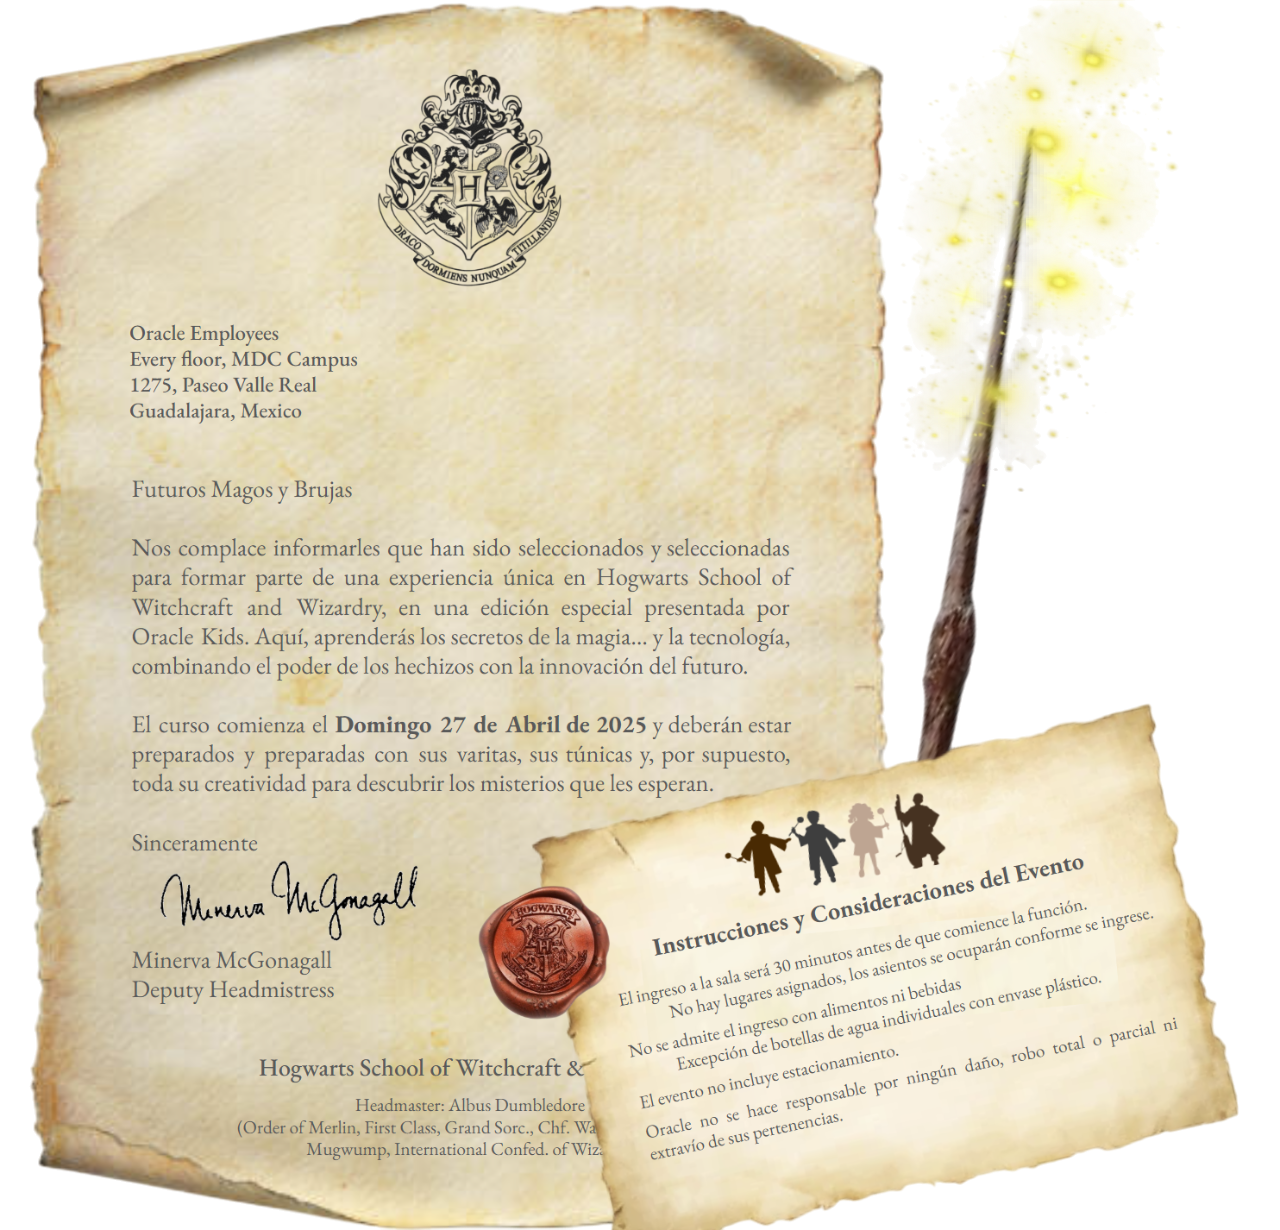 DRACO DORMIENS NUNQUAM TITILLANDUS
H
Oracle Employees
Every floor, MDC Campus
1275, Paseo Valle Real
Guadalajara, Mexico
Futuros Magos y Brujas
Nos complace informarles que han sido seleccionados y seleccionadas
para formar parte de una experiencia única en Hogwarts School of
Witchcraft and Wizardry, en una edición especial presentada por
Oracle Kids. Aquí, aprenderás los secretos de la magia... y la tecnología,
combinando el poder de los hechizos con la innovación del futuro.
El curso comienza el Domingo 27 de Abril de 2025 y deberán estar
preparados y preparadas con sus varitas, sus túnicas y, por supuesto,
toda su creatividad para descubrir los misterios que les esperan.
Sinceramente
Minerva McGonagall
Minerva McGonagall
Deputy Headmistress
HOGWARTS
H
Hogwarts School of Witchcraft &
Headmaster: Albus Dumbledore
(Order of Merlin, First Class, Grand Sorc., Chf. Wa
Mugwump, International Confed. of Wiz.
Instrucciones y Consideraciones del Evento
El ingreso a la sala será 30 minutos antes de que comience la función.
No hay lugares asignados, los asientos se ocuparán conforme se ingrese.
No se admite el ingreso con alimentos ni bebidas
Excepción de botellas de agua individuales con envase plástico.
El evento no incluye estacionamiento.
Oracle no se hace responsable por ningún daño, robo total o parcial ni
extravío de sus pertenencias.